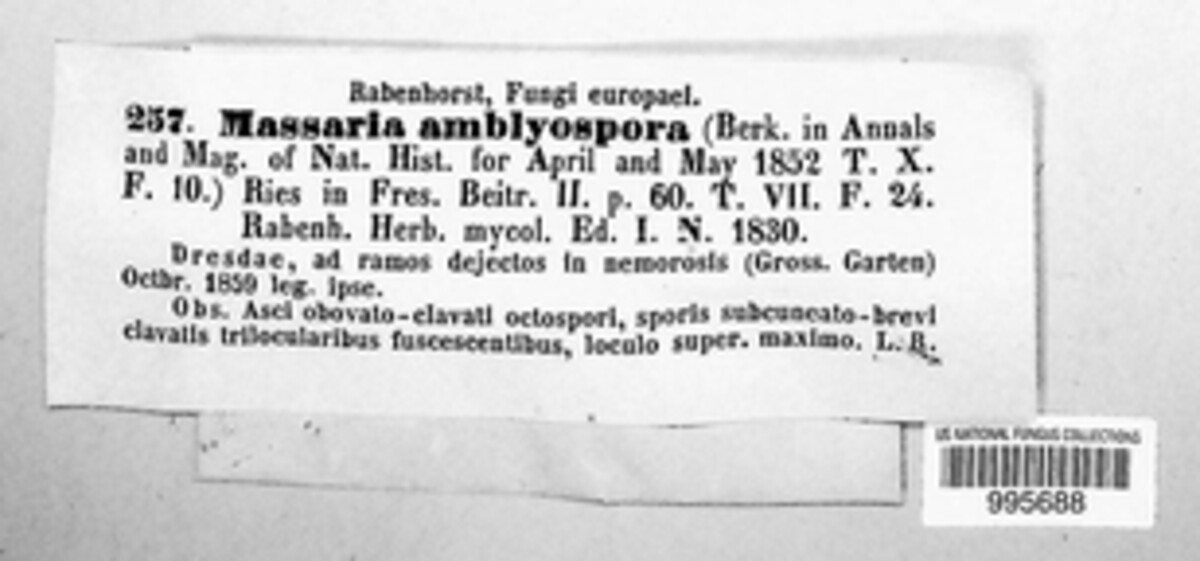 Rabenhorst, Fungi europaei.
257. Massaria amblyospora (Berk. in Annals
and Mag. of Nat. Hist. for April and May 1852 T. X.
F. 10.) Ries in Fres. Beitr. II. p. 60. T. VII. F. 24.
Rabenh. Herb. mycol. Ed. I. N. 1830.
Dresdae, ad ramos dejectos in nemorosis (Gross. Garten)
Octbr. 1859 leg. ipse.
Obs. Asci obovato-clavati octospori, sporis subcuneato-brevi
clavatis trilocularibus fuscescentibus, loculo super. maximo. L. R.
US NATIONAL FUNGUS COLLECTIONS
995688